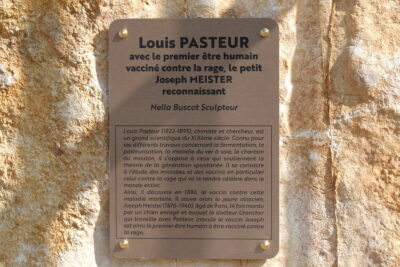 Louis PASTEUR
avec le premier être humain
vacciné contre la rage, le petit
Joseph MEISTER
reconnaissant
Nella Buscot Sculpteur
Louis Pasteur (1822-1895), chimiste et chercheur, est
un grand scientifique du XIXème siècle. Connu pour
ses différents travaux concernant la fermentation, la
pasteurisation, la maladie du ver à soie, le charbon
du mouton, il s'oppose à ceux qui soutiennent la
théorie de la génération spontanée. Il se consacre
à l'étude des microbes et des vaccins en particulier
celui contre la rage qui va le rendre célèbre dans le
monde entier.
Ainsi, il découvre en 1886, le vaccin contre cette
maladie mortelle. Il sauve alors le jeune alsacien,
Joseph Meister (1876-1940), âgé de 9 ans, 14 fois mordu
par un chien enragé et auquel le docteur Grancher
qui travaille avec Pasteur, inocule le vaccin. Joseph
est ainsi le premier être humain à être vacciné contre
la rage.